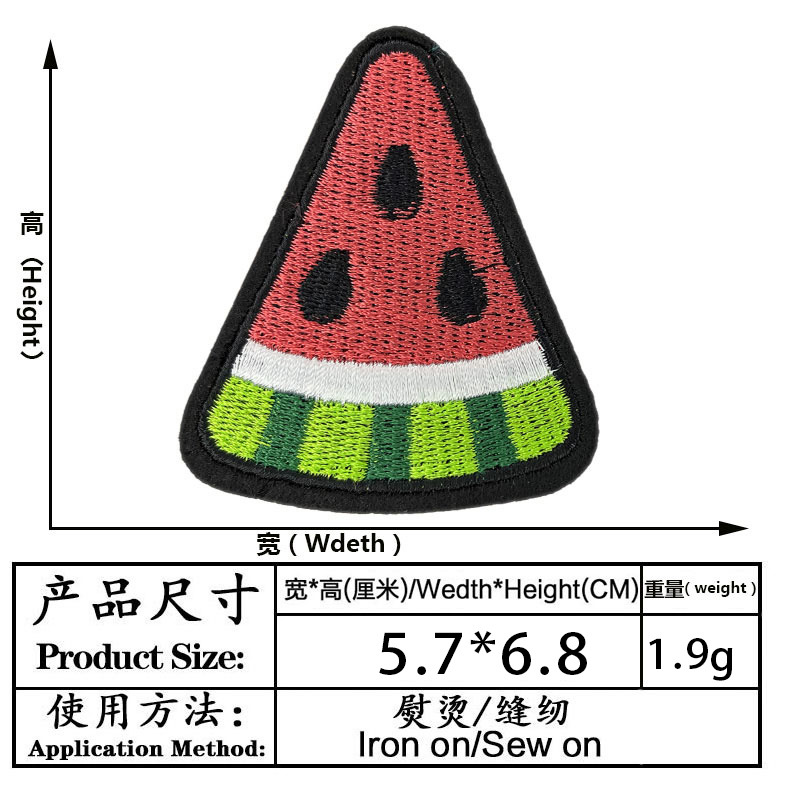 高（Height）
宽（Wdeth）
产品尺寸
Product Size:
宽*高(厘米)/Wedth*Height(CM)
重量( weight )
5.7*6.8
1.9g
使用方法：
Application Method:
熨烫/缝纫
Iron on/Sew on